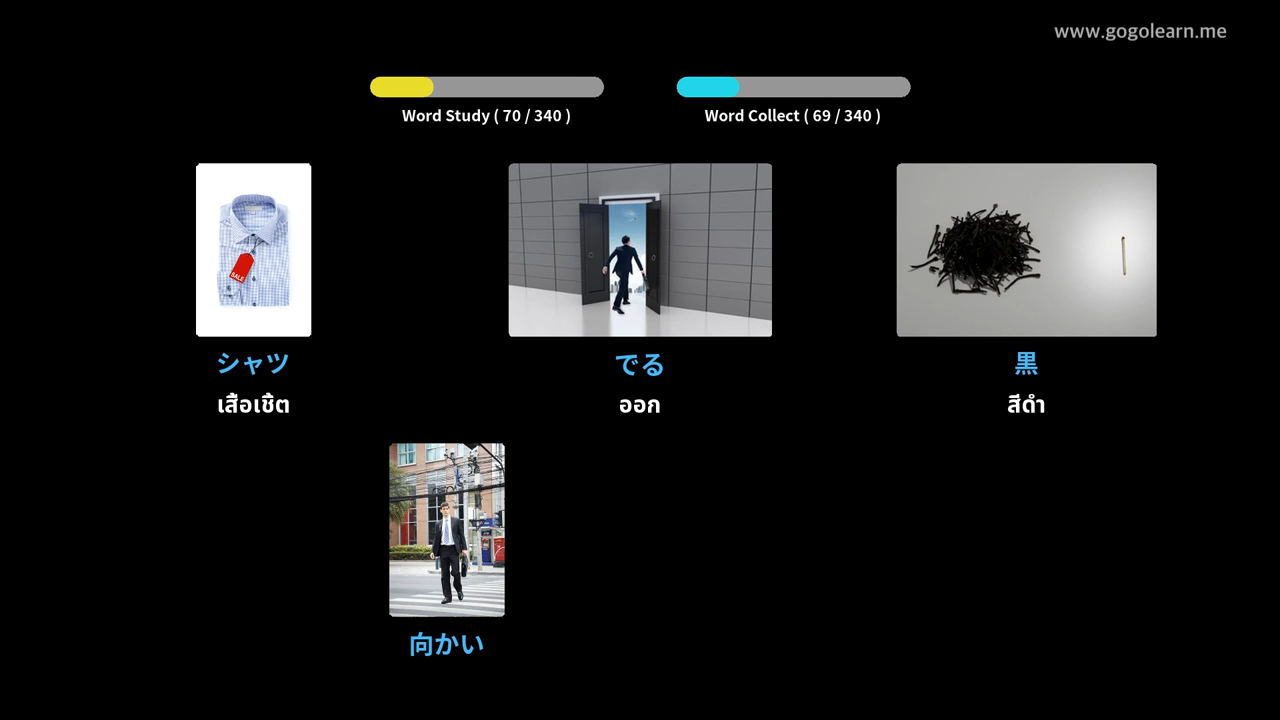 www.gogolearn.me
Word Study ( 70 / 340 )
Word Collect ( 69 / 340 )
SALE
シャツ
でる
黒
เสื้อเชิ้ต
ออก
สีดำ
向かい